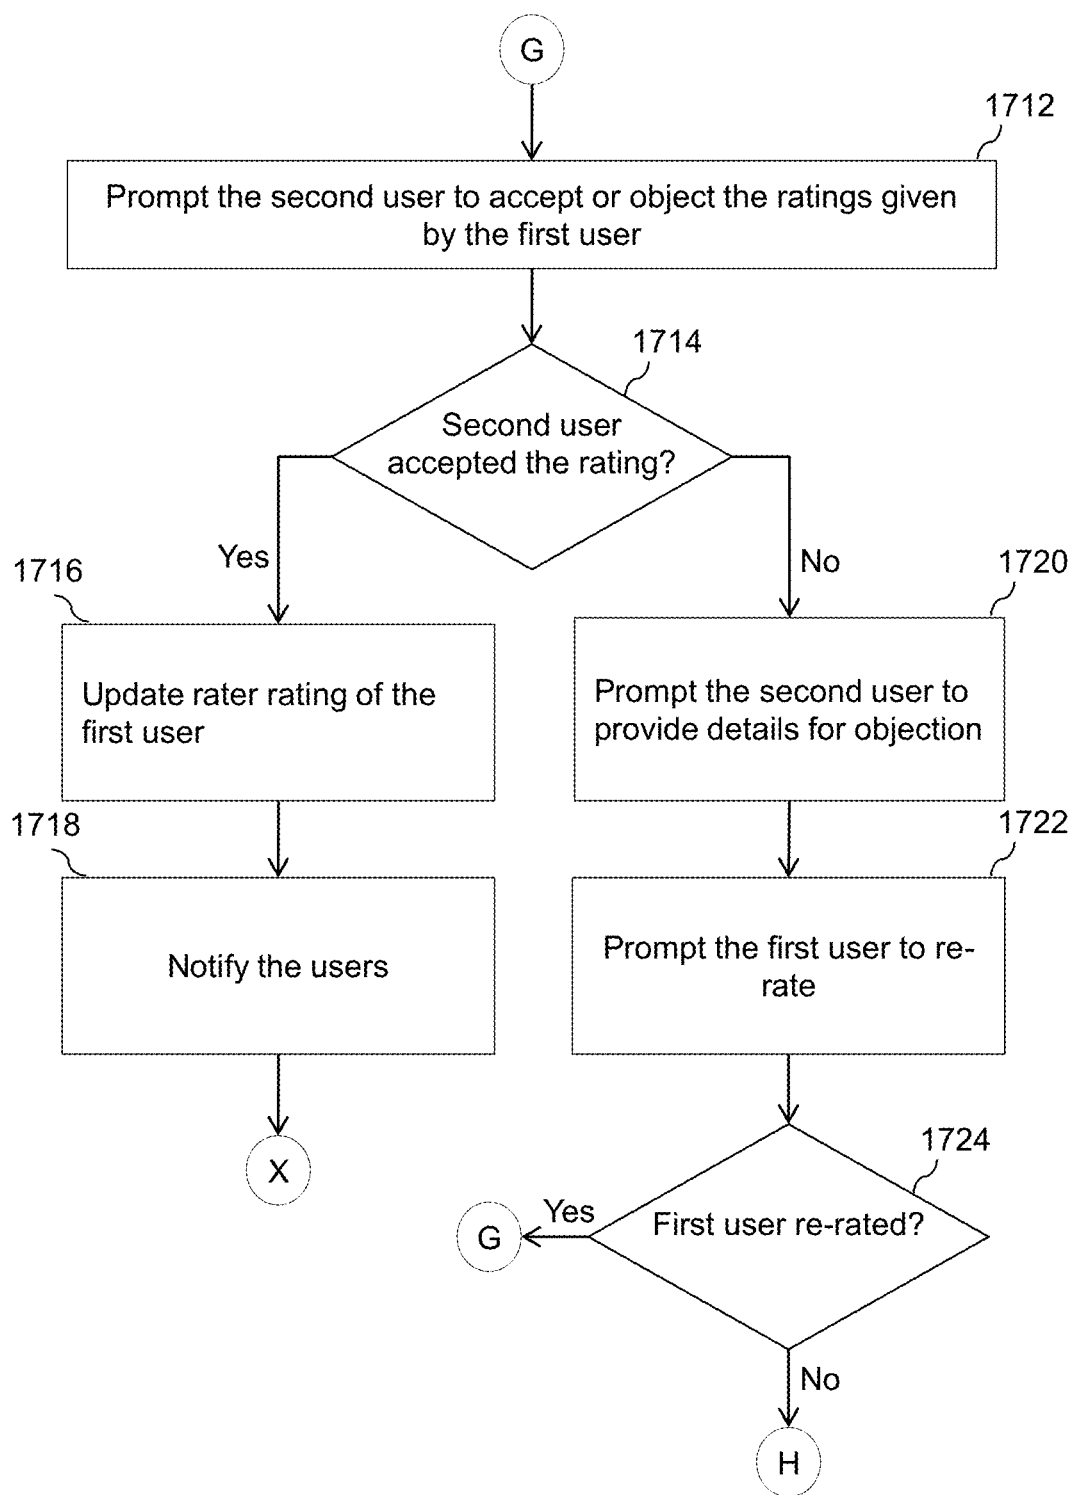 G
1712
Prompt the second user to accept or object the ratings given
by the first user
1714
Second user
accepted the rating?
Yes
No
1716
Update rater rating of the
first user
1720
Prompt the second user to
provide details for objection
1718
Notify the users
1722
Prompt the first user to re-
rate
X
1724
First user re-rated?
Yes
G
No
H